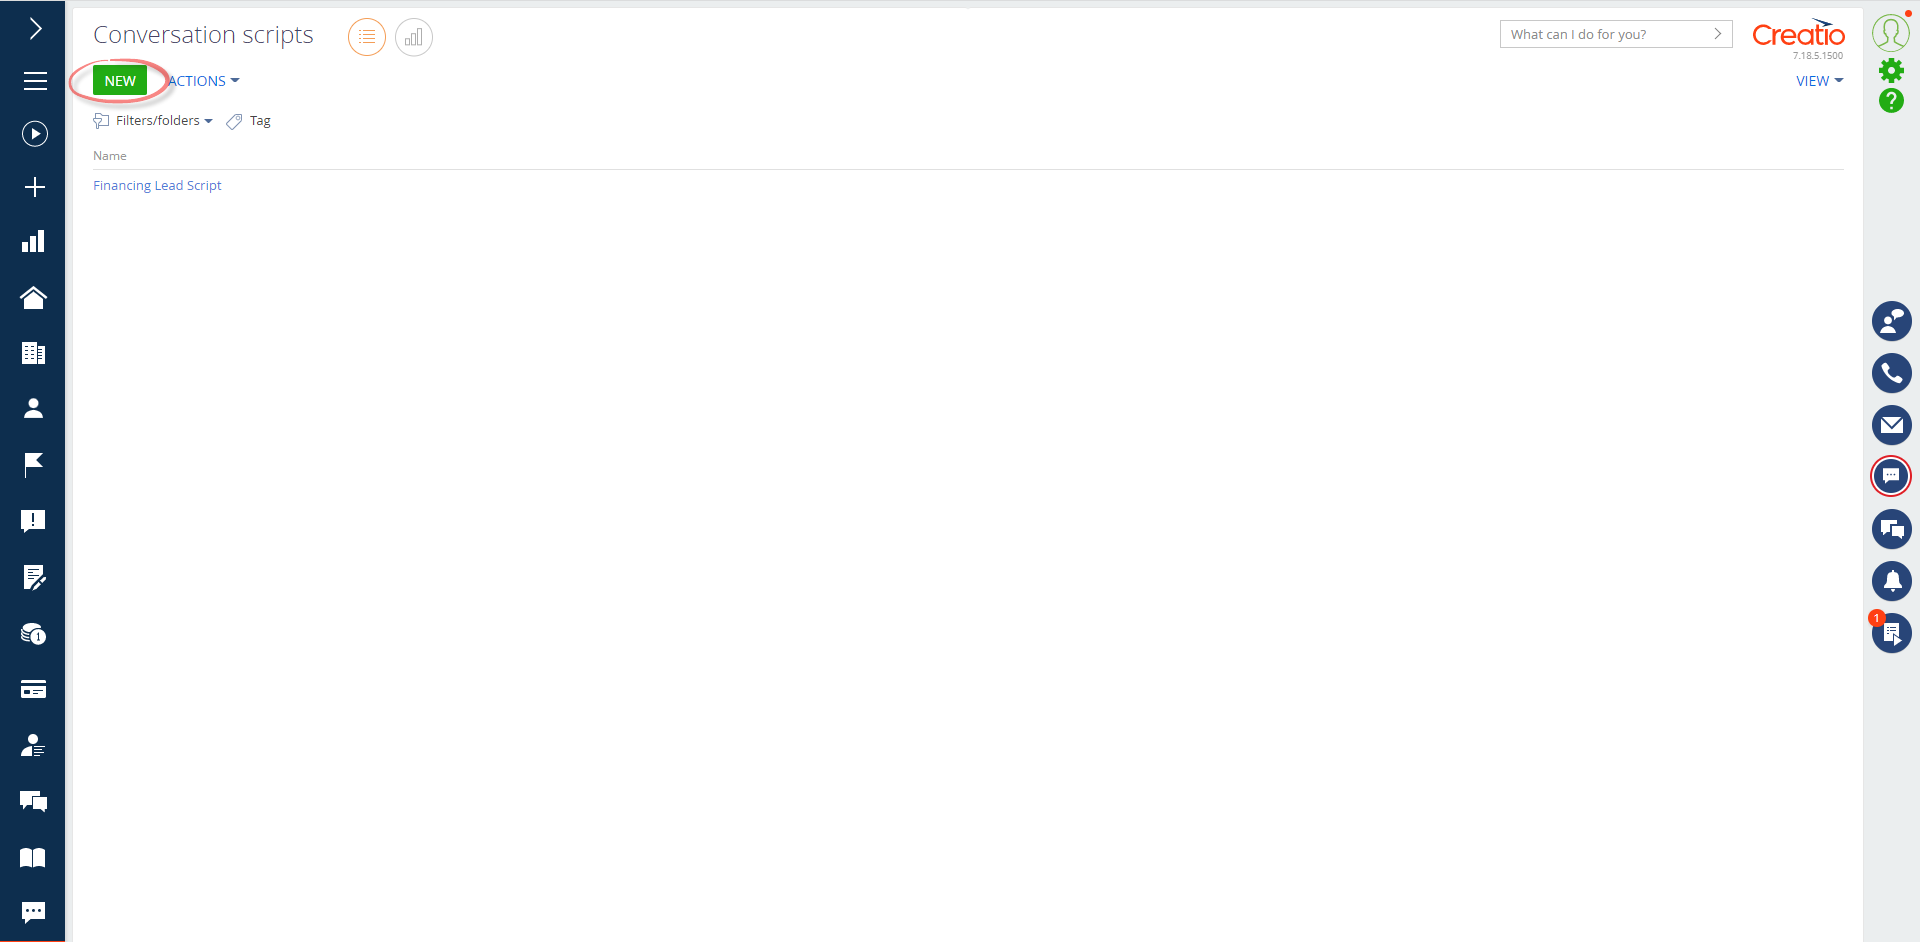 Conversation scripts
What can I do for you?
Creatio
7.18.5.1500
NEW
ACTIONS
VIEW
Filters/folders
Tag
Name
Financing Lead Script
?
!
1
1